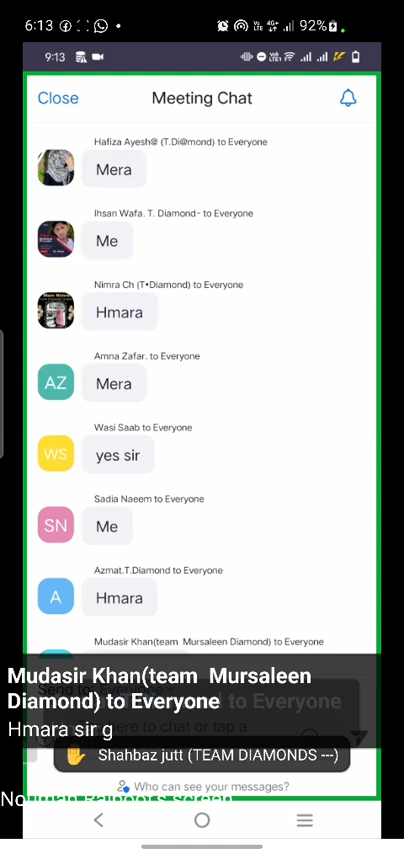 6:13
92%
9:13
Close
Meeting Chat
Hafiza Ayesh@ (T.Di@mond) to Everyone
Mera
Ihsan Wafa. T. Diamond- to Everyone
Me
Nimra Ch (T•Diamond) to Everyone
Hmara
Amna Zafar. to Everyone
AZ
Mera
Wasi Saab to Everyone
WS
yes sir
Sadia Naeem to Everyone
SN
Me
Azmat.T.Diamond to Everyone
A
Hmara
Mudasir Khan(team Mursaleen Diamond) to Everyone
Mudasir Khan(team Mursaleen
Diamond) to Everyone
Hmara sir g
Shahbaz jutt (TEAM DIAMONDS ---)
Who can see your messages?
screen